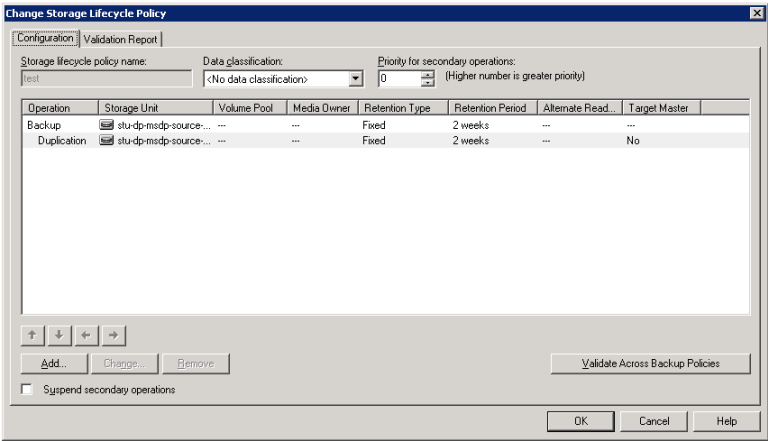 Change Storage Lifecycle Policy
Configuration Validation Report
Storage lifecycle policy name: Data classification: Priority for secondary operations:
test <No data classification> 0 (Higher number is greater priority)
Operation Storage Unit Volume Pool Media Owner Retention Type Retention Period Alternate Read... Target Master
Backup stu-dp-msdp-source-... --- --- Fixed 2 weeks --- ---
Duplication stu-dp-msdp-source-... --- --- Fixed 2 weeks --- No
Add... Change... Remove Validate Across Backup Policies
Suspend secondary operations
OK Cancel Help